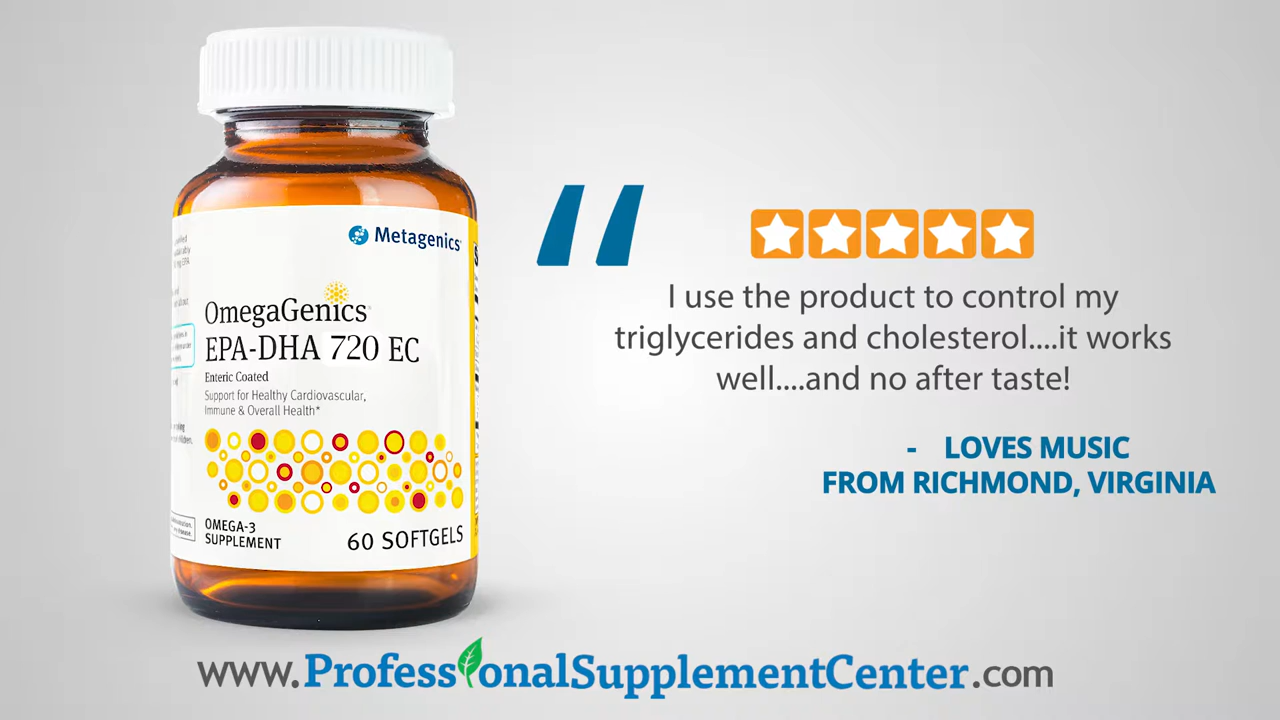 Metagenics
OmegaGenics
EPA-DHA 720 EC
Enteric Coated
Support for Healthy Cardiovascular,
Immune & Overall Health*
OMEGA-3
SUPPLEMENT
60 SOFTGELS
“
I use the product to control my
triglycerides and cholesterol....it works
well....and no after taste!
- LOVES MUSIC
FROM RICHMOND, VIRGINIA
www.ProfessionalSupplementCenter.com